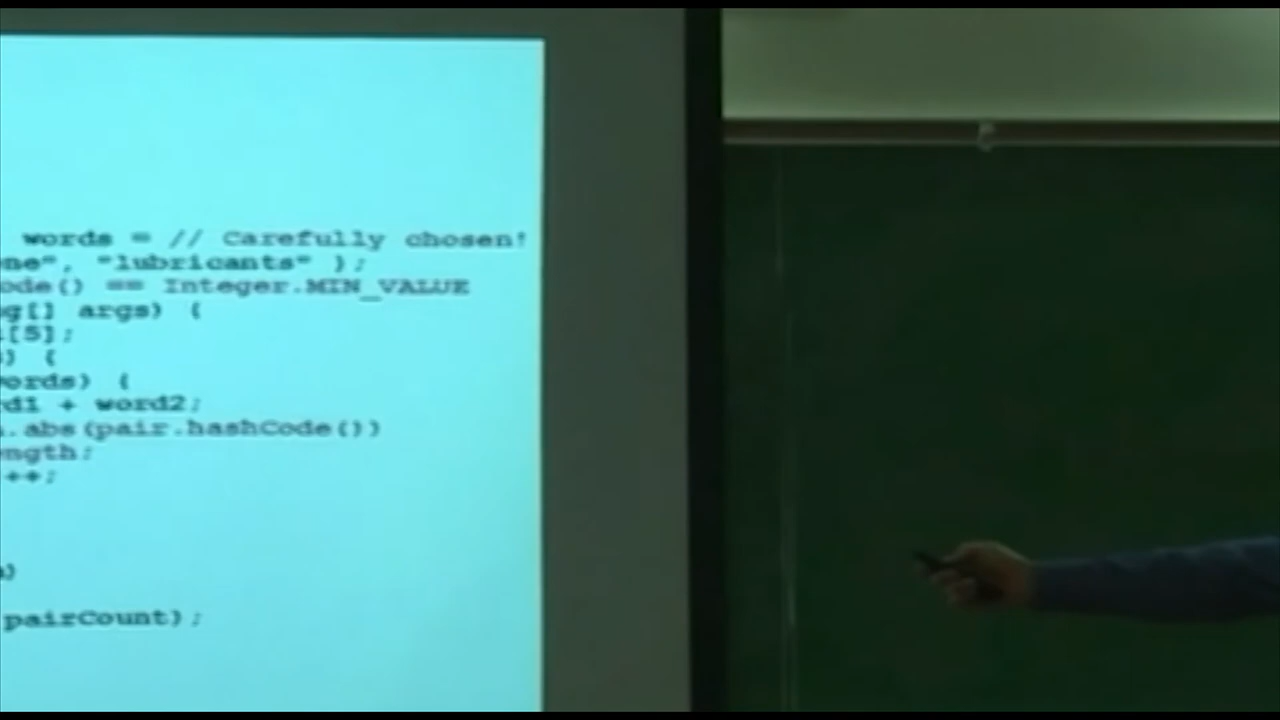 words = // Carefully chosen!
ne", "lubricants" };
ode() == Integer.MIN_VALUE
g[] args) {
[5];
) {
ords) {
rd1 + word2;
.abs(pair.hashCode())
ngth;
++;
)
pairCount);